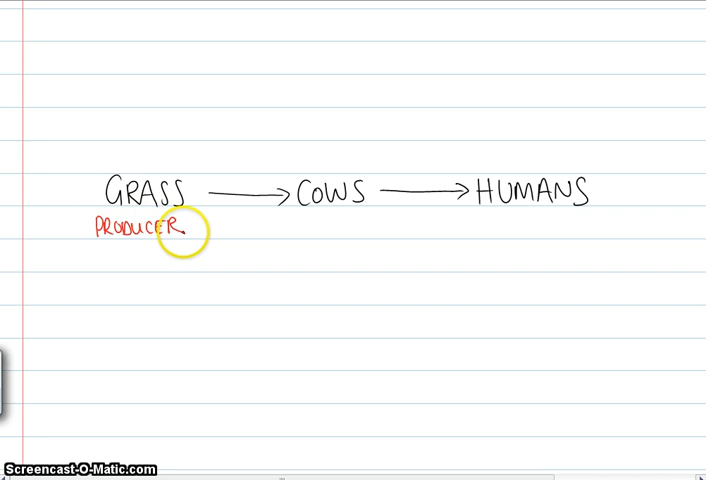 GRASS → COWS → HUMANS
PRODUCER
Screencast-O-Matic.com